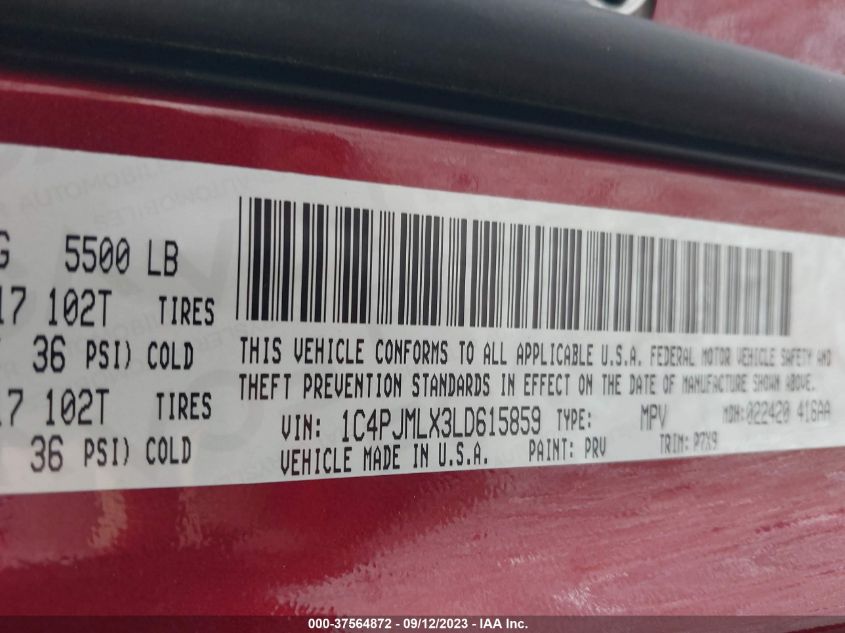 G 5500 LB
17 102T TIRES
36 PSI) COLD
17 102T TIRES
36 PSI) COLD
THIS VEHICLE CONFORMS TO ALL APPLICABLE U.S.A. FEDERAL MOTOR VEHICLE SAFETY AND
THEFT PREVENTION STANDARDS IN EFFECT ON THE DATE OF MANUFACTURE SHOWN ABOVE.
VIN: 1C4PJMLX3LD615859 TYPE: MPV MDH:022420 416AA
VEHICLE MADE IN U.S.A. PAINT: PRV TRIM: P7X9
000-37564872 - 09/12/2023 - IAA Inc.